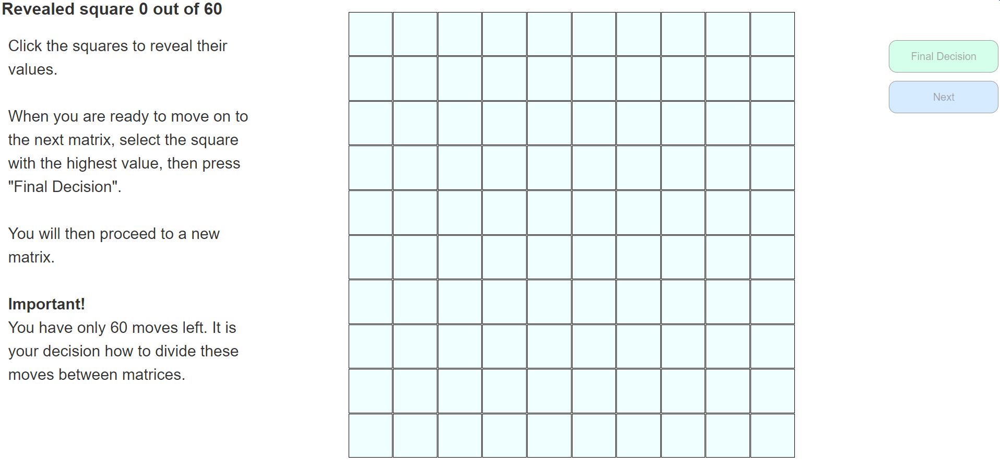 Revealed square 0 out of 60
Click the squares to reveal their
values.
When you are ready to move on to
the next matrix, select the square
with the highest value, then press
"Final Decision".
You will then proceed to a new
matrix.
Important!
You have only 60 moves left. It is
your decision how to divide these
moves between matrices.
Final Decision
Next